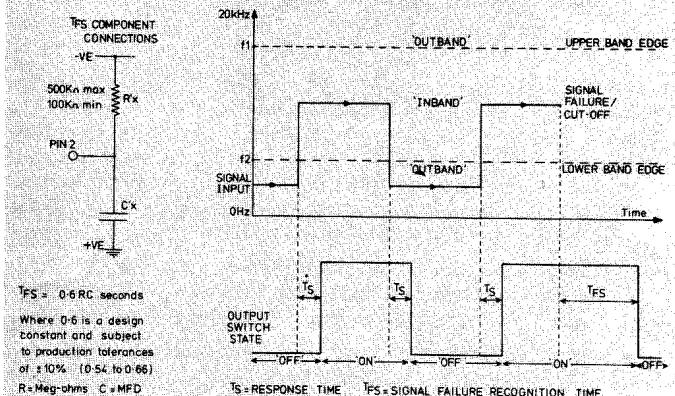 TFS COMPONENT
CONNECTIONS
-VE
500Kn max
100Kn min
R'x
PIN 2
C'x
+VE
TFS = 0·6 RC seconds
Where 0·6 is a design
constant and subject
to production tolerances
of ±10% (0·54 to 0·66)
R=Meg-ohms C=MFD
20kHz
f1
'OUTBAND'
UPPER BAND EDGE
'INBAND'
SIGNAL
FAILURE/
CUT-OFF
f2
'OUTBAND'
LOWER BAND EDGE
SIGNAL
INPUT
0Hz
Time
TS
TS
TS
TFS
OUTPUT
SWITCH
STATE
'OFF'
'ON'
'OFF'
'ON'
'OFF'
TS=RESPONSE TIME TFS=SIGNAL FAILURE RECOGNITION TIME